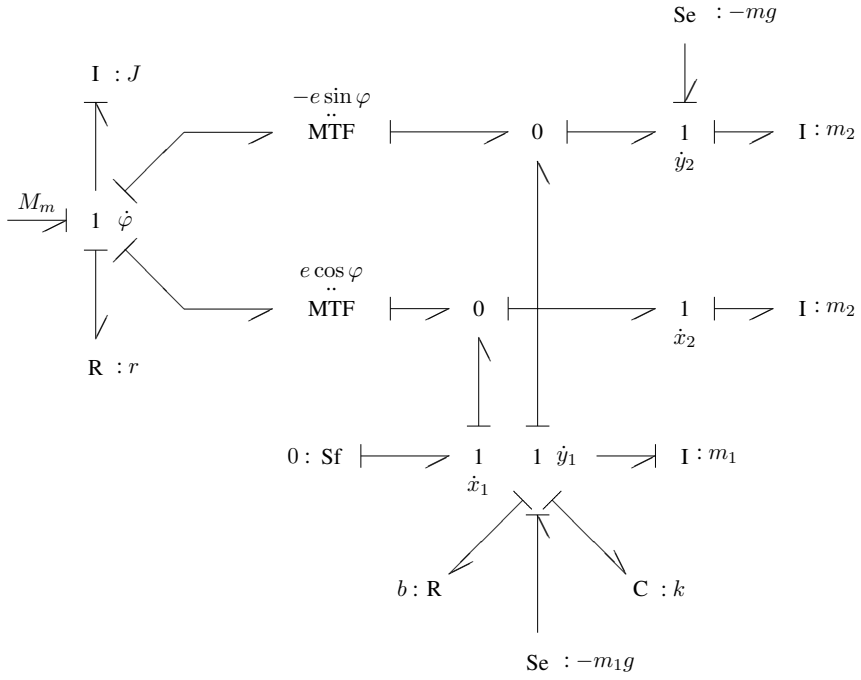 Se : −mg
I : J
−e sin φ
MTF 0 1 I : m₂
ẏ₂
Mₘ 1 φ̇
e cos φ
MTF 0 1 I : m₂
ẋ₂
R : r
0 : Sf 1 1 ẏ₁ I : m₁
ẋ₁
b : R C : k
Se : −m₁g